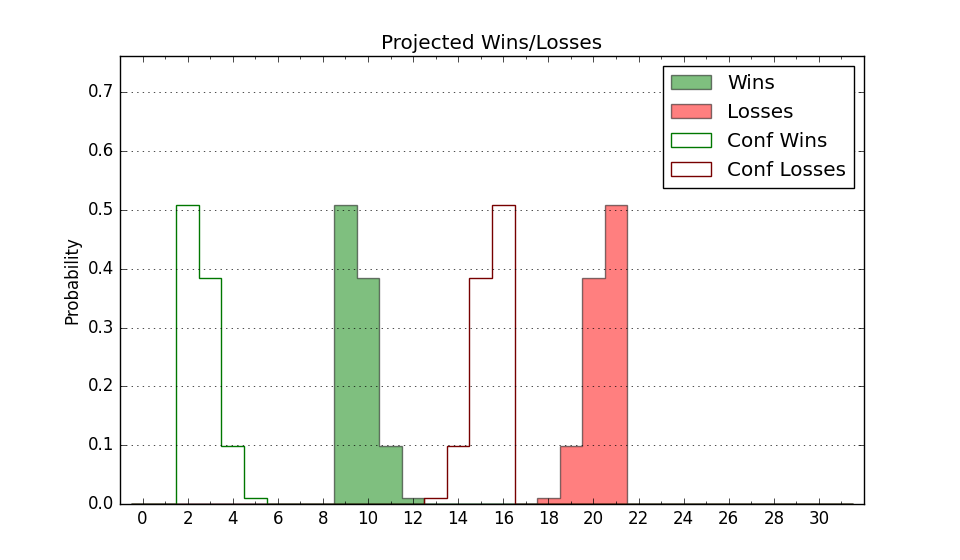 Projected Wins/Losses
Wins
Losses
Conf Wins
Conf Losses
Probability
0.7
0.6
0.5
0.4
0.3
0.2
0.1
0.0
0 2 4 6 8 10 12 14 16 18 20 22 24 26 28 30